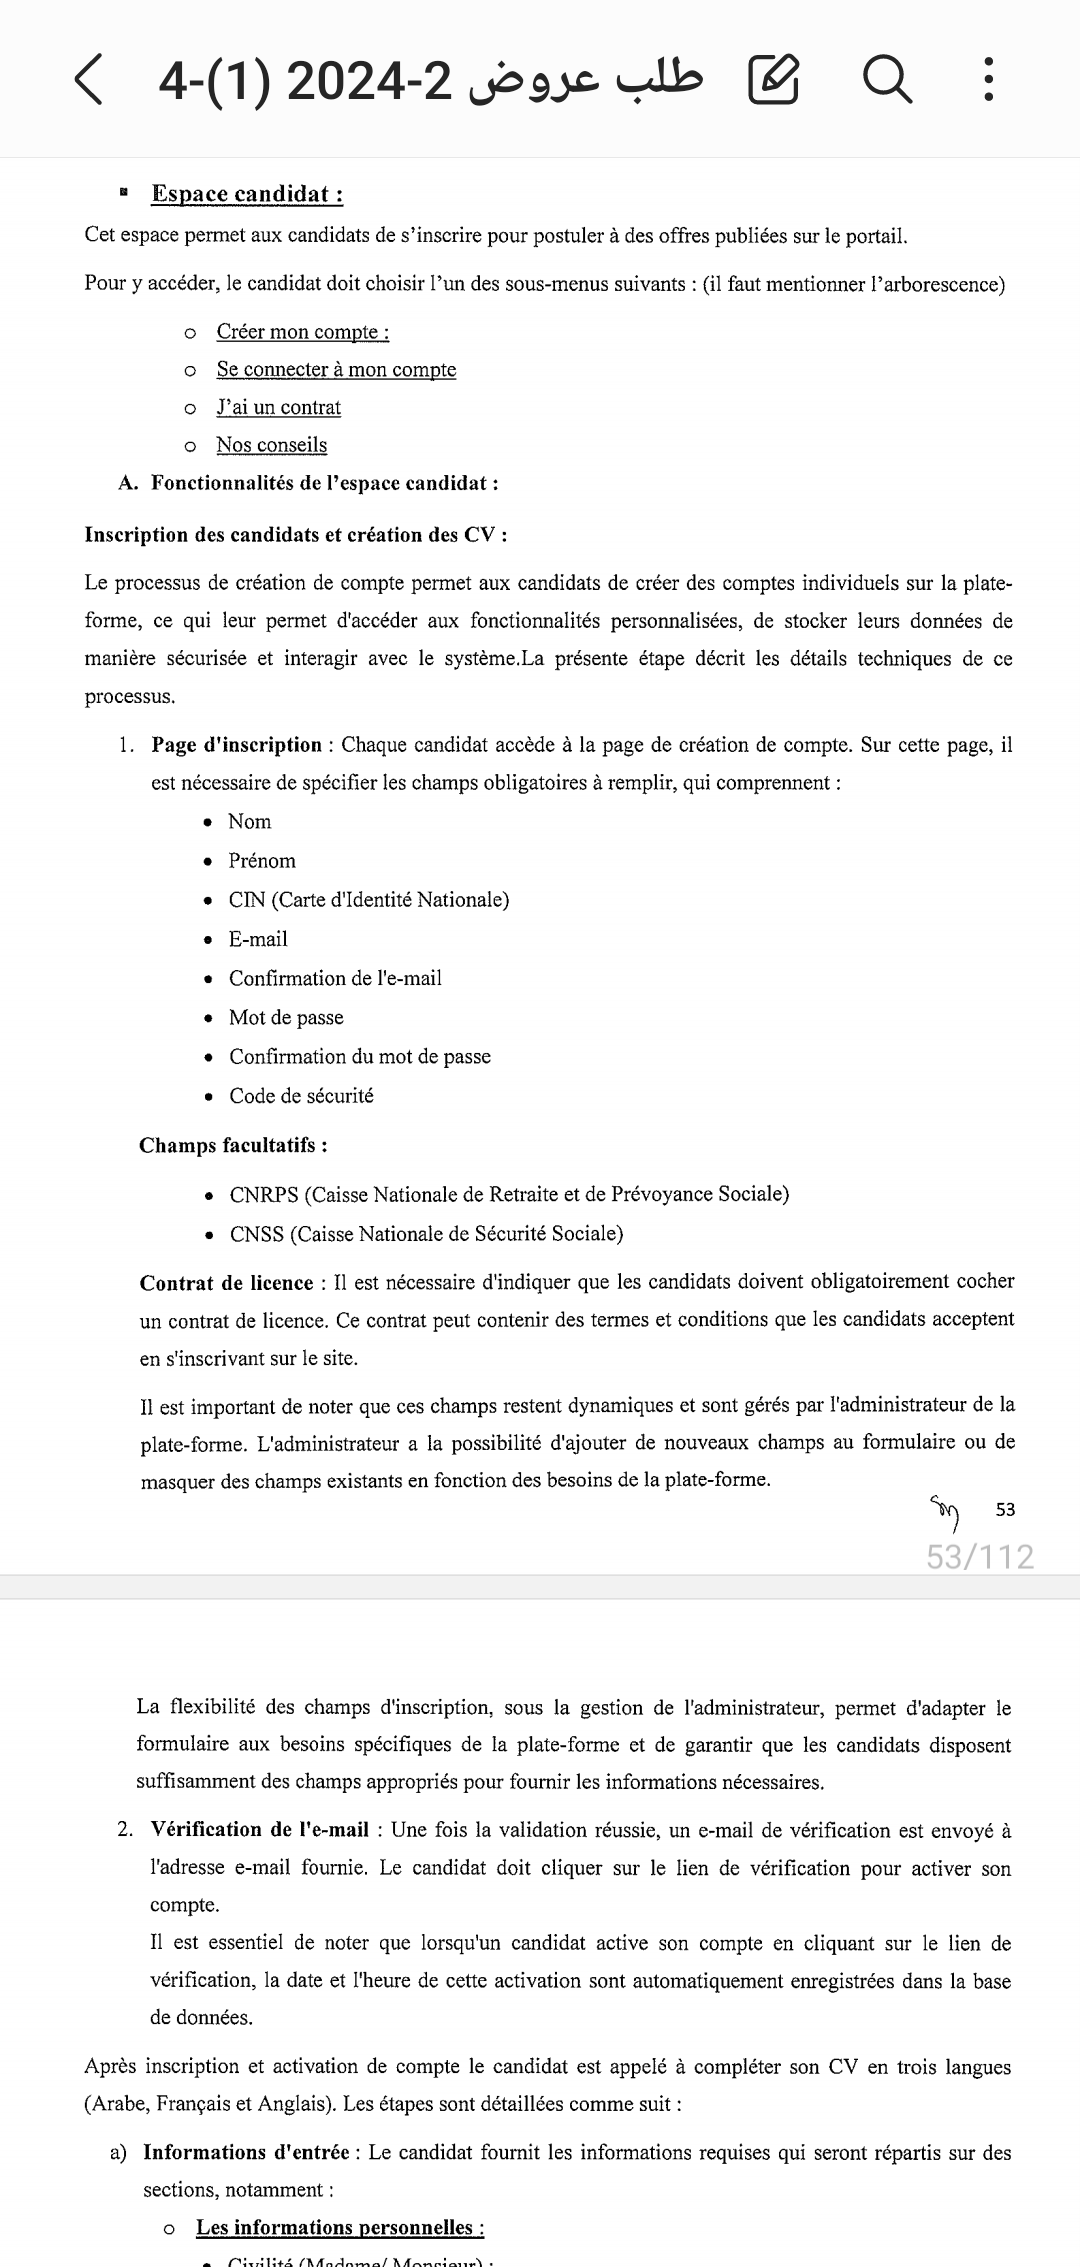 طلب عروض 2-2024 (1)-4
Espace candidat :
Cet espace permet aux candidats de s’inscrire pour postuler à des offres publiées sur le portail.
Pour y accéder, le candidat doit choisir l’un des sous-menus suivants : (il faut mentionner l’arborescence)
o Créer mon compte :
o Se connecter à mon compte
o J’ai un contrat
o Nos conseils
A. Fonctionnalités de l’espace candidat :
Inscription des candidats et création des CV :
Le processus de création de compte permet aux candidats de créer des comptes individuels sur la plate-
forme, ce qui leur permet d'accéder aux fonctionnalités personnalisées, de stocker leurs données de
manière sécurisée et interagir avec le système.La présente étape décrit les détails techniques de ce
processus.
1. Page d'inscription : Chaque candidat accède à la page de création de compte. Sur cette page, il
est nécessaire de spécifier les champs obligatoires à remplir, qui comprennent :
• Nom
• Prénom
• CIN (Carte d'Identité Nationale)
• E-mail
• Confirmation de l'e-mail
• Mot de passe
• Confirmation du mot de passe
• Code de sécurité
Champs facultatifs :
• CNRPS (Caisse Nationale de Retraite et de Prévoyance Sociale)
• CNSS (Caisse Nationale de Sécurité Sociale)
Contrat de licence : Il est nécessaire d'indiquer que les candidats doivent obligatoirement cocher
un contrat de licence. Ce contrat peut contenir des termes et conditions que les candidats acceptent
en s'inscrivant sur le site.
Il est important de noter que ces champs restent dynamiques et sont gérés par l'administrateur de la
plate-forme. L'administrateur a la possibilité d'ajouter de nouveaux champs au formulaire ou de
masquer des champs existants en fonction des besoins de la plate-forme.
53
53/112
La flexibilité des champs d'inscription, sous la gestion de l'administrateur, permet d'adapter le
formulaire aux besoins spécifiques de la plate-forme et de garantir que les candidats disposent
suffisamment des champs appropriés pour fournir les informations nécessaires.
2. Vérification de l'e-mail : Une fois la validation réussie, un e-mail de vérification est envoyé à
l'adresse e-mail fournie. Le candidat doit cliquer sur le lien de vérification pour activer son
compte.
Il est essentiel de noter que lorsqu'un candidat active son compte en cliquant sur le lien de
vérification, la date et l'heure de cette activation sont automatiquement enregistrées dans la base
de données.
Après inscription et activation de compte le candidat est appelé à compléter son CV en trois langues
(Arabe, Français et Anglais). Les étapes sont détaillées comme suit :
a) Informations d'entrée : Le candidat fournit les informations requises qui seront répartis sur des
sections, notamment :
o Les informations personnelles :
• Civilité (Madame/ Monsieur) :